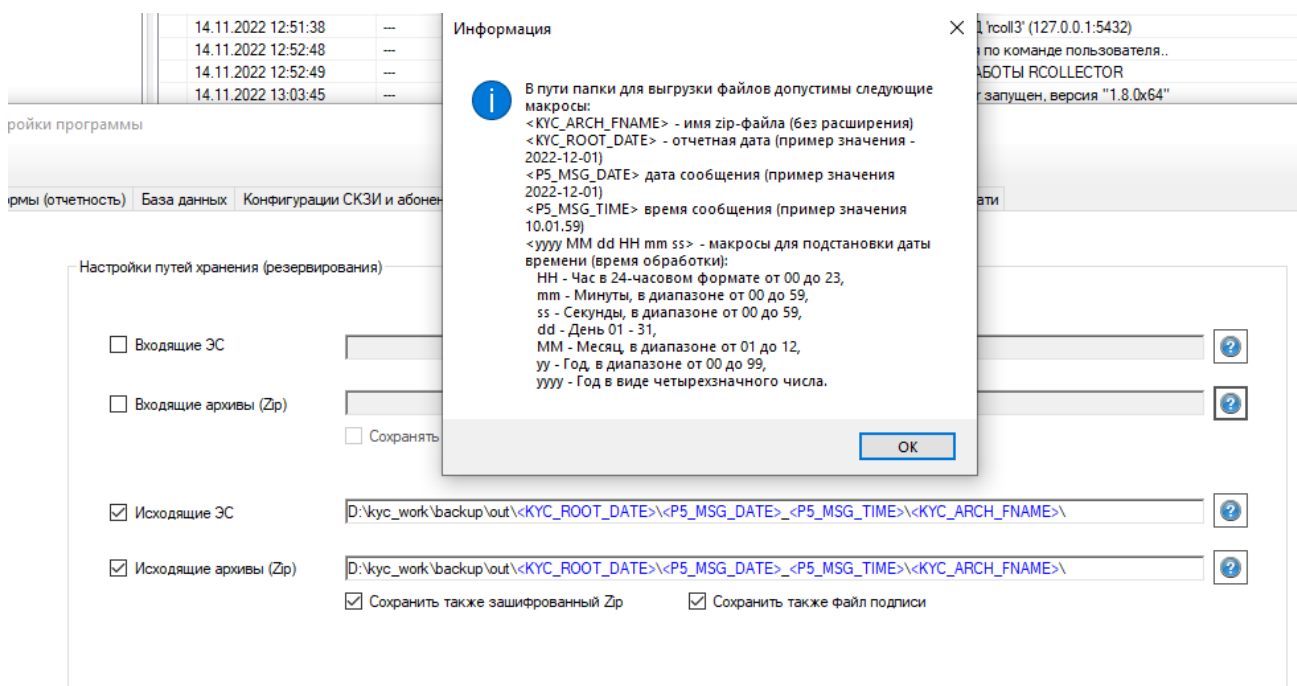 14.11.2022 12:51:38 --- 'rcoll3' (127.0.0.1:5432)
14.11.2022 12:52:48 --- по команде пользователя..
14.11.2022 12:52:49 --- БОТЫ RCOLLECTOR
14.11.2022 13:03:45 --- запущен, версия "1.8.0x64"
Информация
В пути папки для выгрузки файлов допустимы следующие
макросы:
<KYC_ARCH_FNAME> - имя zip-файла (без расширения)
<KYC_ROOT_DATE> - отчетная дата (пример значения -
2022-12-01)
<P5_MSG_DATE> дата сообщения (пример значения
2022-12-01)
<P5_MSG_TIME> время сообщения (пример значения
10.01.59)
<yyyy MM dd HH mm ss> - макросы для подстановки даты
времени (время обработки):
HH - Час в 24-часовом формате от 00 до 23,
mm - Минуты, в диапазоне от 00 до 59,
ss - Секунды, в диапазоне от 00 до 59,
dd - День 01 - 31,
MM - Месяц, в диапазоне от 01 до 12,
yy - Год, в диапазоне от 00 до 99,
yyyy - Год в виде четырехзначного числа.
OK
ройки программы
рмы (отчетность) База данных Конфигурации СКЗИ и абонен ати
Настройки путей хранения (резервирования)
Входящие ЭС
Входящие архивы (Zip)
Сохранять
Исходящие ЭС D:\kyc_work\backup\out\<KYC_ROOT_DATE>\<P5_MSG_DATE>_<P5_MSG_TIME>\<KYC_ARCH_FNAME>\
Исходящие архивы (Zip) D:\kyc_work\backup\out\<KYC_ROOT_DATE>\<P5_MSG_DATE>_<P5_MSG_TIME>\<KYC_ARCH_FNAME>\
Сохранить также зашифрованный Zip Сохранить также файл подписи